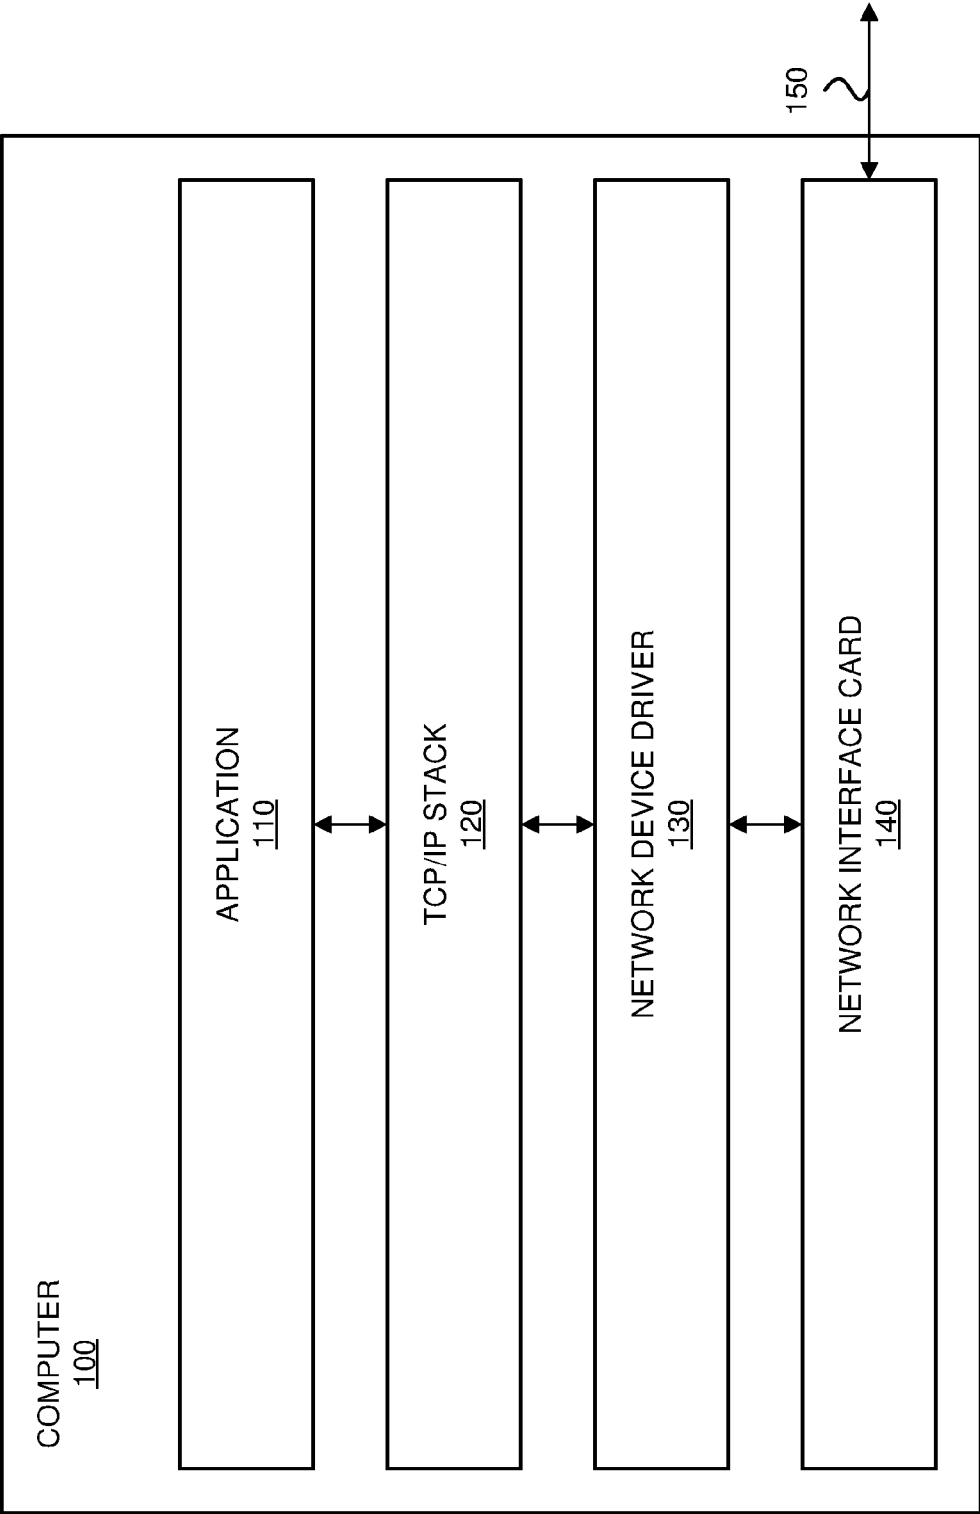 COMPUTER
100
APPLICATION
110
TCP/IP STACK
120
NETWORK DEVICE DRIVER
130
NETWORK INTERFACE CARD
140
150